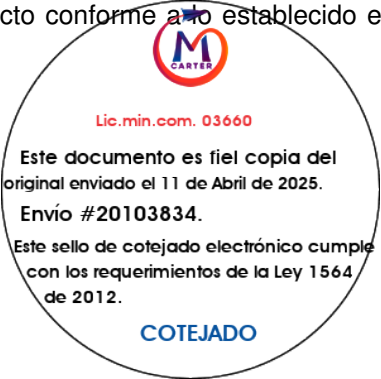 cto conforme a lo establecido e
M
CARTER
Lic.min.com. 03660
Este documento es fiel copia del
original enviado el 11 de Abril de 2025.
Envío #20103834.
Este sello de cotejado electrónico cumple
con los requerimientos de la Ley 1564
de 2012.
COTEJADO